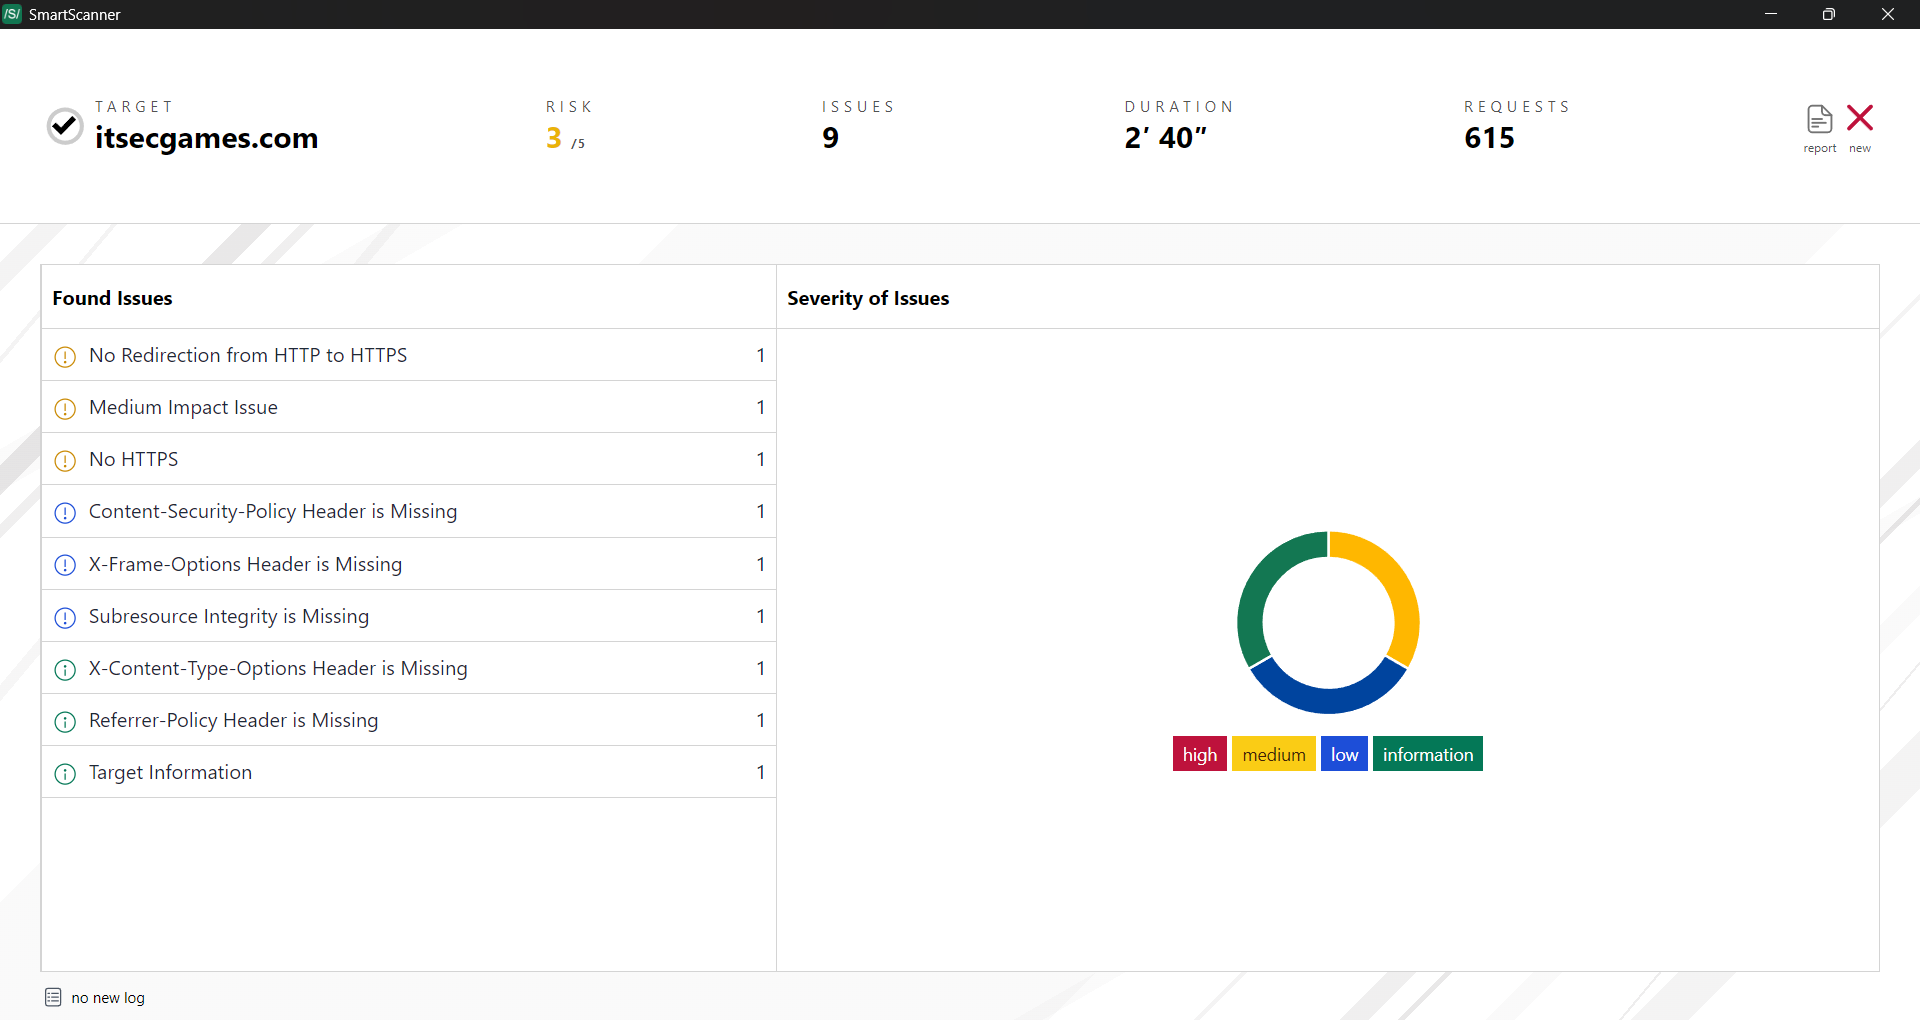 /S/ SmartScanner
TARGET
itsecgames.com
RISK
3 /5
ISSUES
9
DURATION
2′ 40″
REQUESTS
615
report
new
Found Issues
No Redirection from HTTP to HTTPS 1
Medium Impact Issue 1
No HTTPS 1
Content-Security-Policy Header is Missing 1
X-Frame-Options Header is Missing 1
Subresource Integrity is Missing 1
X-Content-Type-Options Header is Missing 1
Referrer-Policy Header is Missing 1
Target Information 1
Severity of Issues
high
medium
low
information
no new log